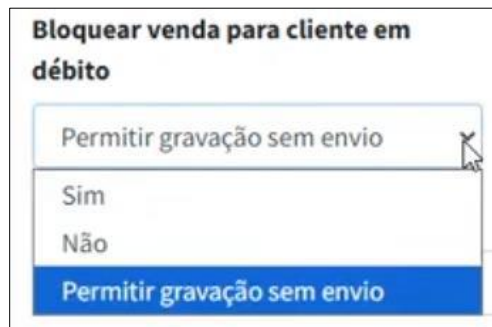 Bloquear venda para cliente em
débito
Permitir gravação sem envio
Sim
Não
Permitir gravação sem envio